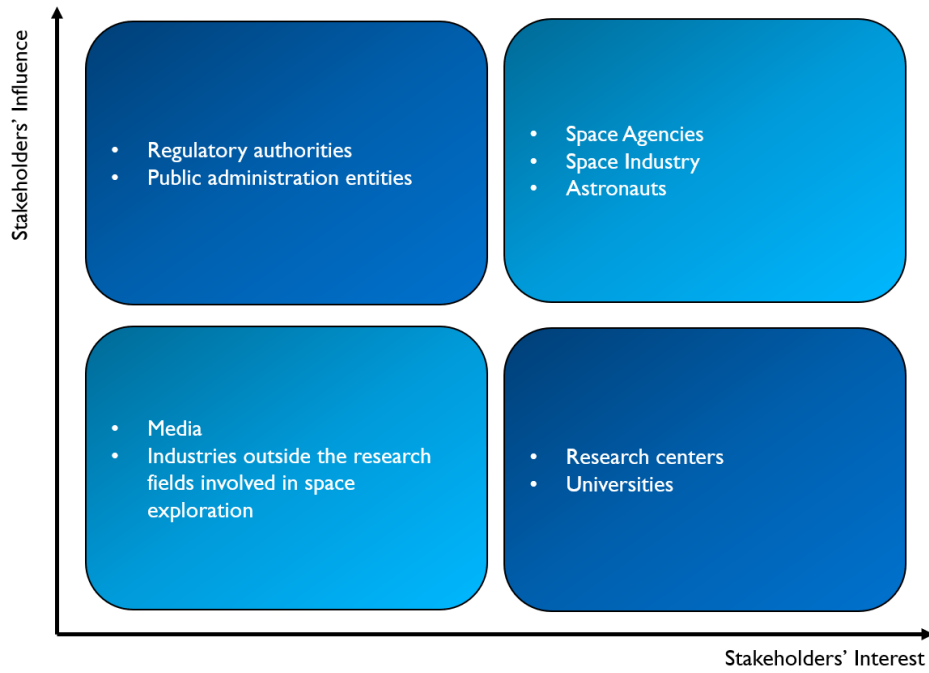 Stakeholders' Influence
• Regulatory authorities
• Public administration entities
• Space Agencies
• Space Industry
• Astronauts
• Media
• Industries outside the research
fields involved in space
exploration
• Research centers
• Universities
Stakeholders' Interest